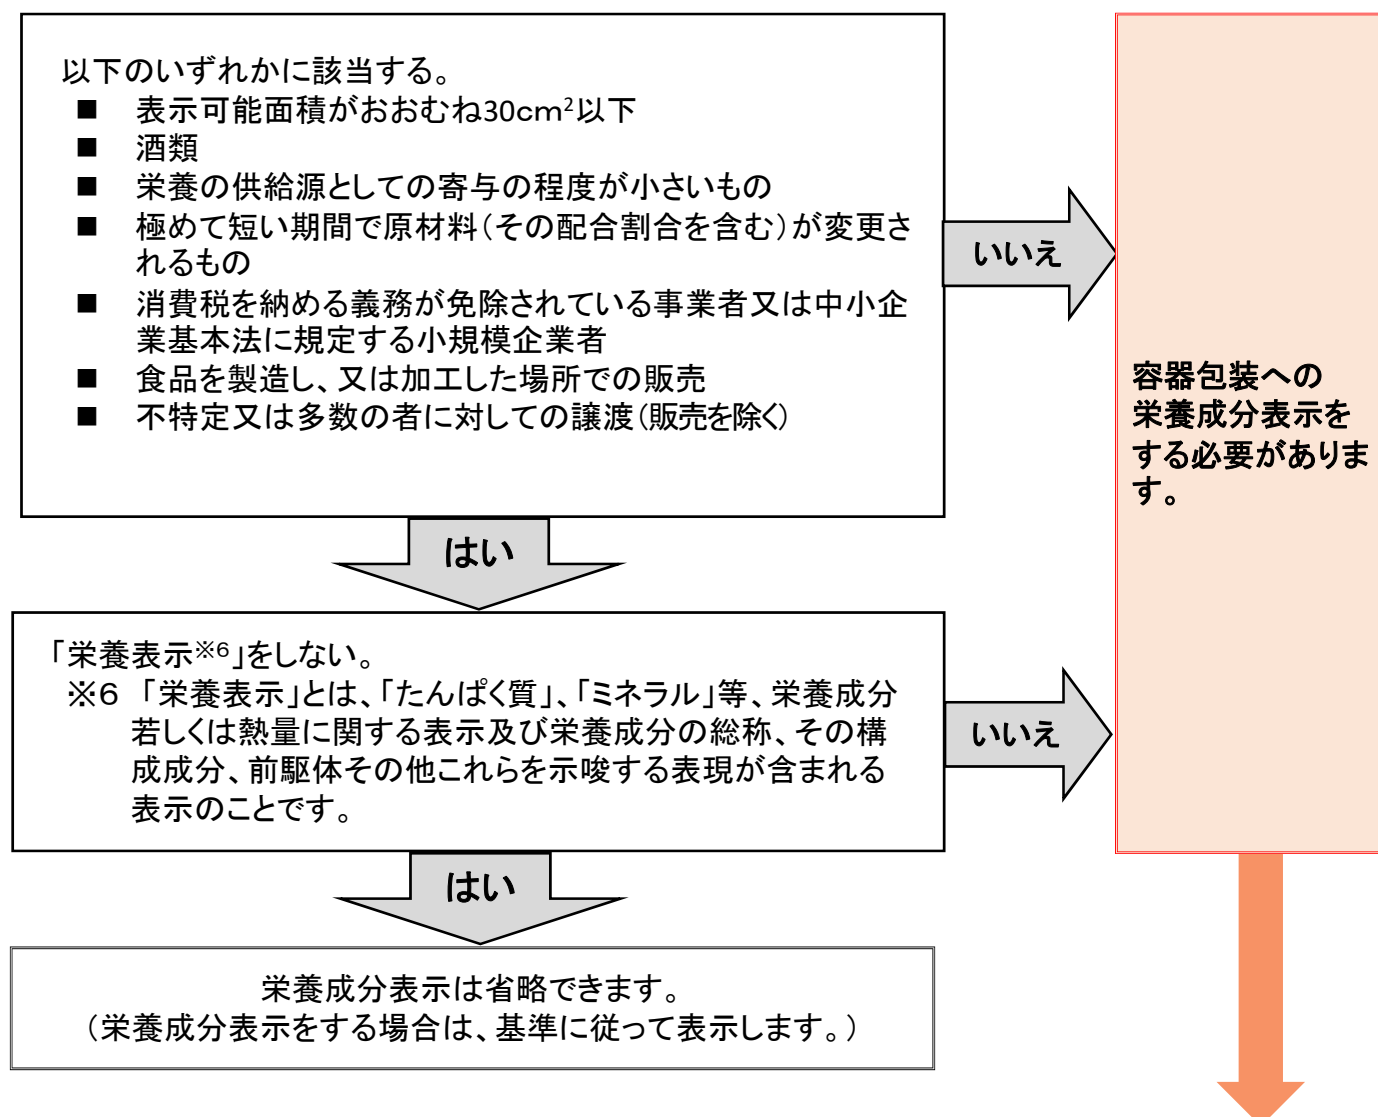 以下のいずれかに該当する。
■ 表示可能面積がおおむね30cm²以下
■ 酒類
■ 栄養の供給源としての寄与の程度が小さいもの
■ 極めて短い期間で原材料（その配合割合を含む）が変更さ
れるもの
■ 消費税を納める義務が免除されている事業者又は中小企
業基本法に規定する小規模企業者
■ 食品を製造し、又は加工した場所での販売
■ 不特定又は多数の者に対しての譲渡（販売を除く）
いいえ
容器包装への
栄養成分表示を
する必要がありま
す。
はい
「栄養表示※6」をしない。
※6 「栄養表示」とは、「たんぱく質」、「ミネラル」等、栄養成分
若しくは熱量に関する表示及び栄養成分の総称、その構
成成分、前駆体その他これらを示唆する表現が含まれる
表示のことです。
いいえ
はい
栄養成分表示は省略できます。
（栄養成分表示をする場合は、基準に従って表示します。）